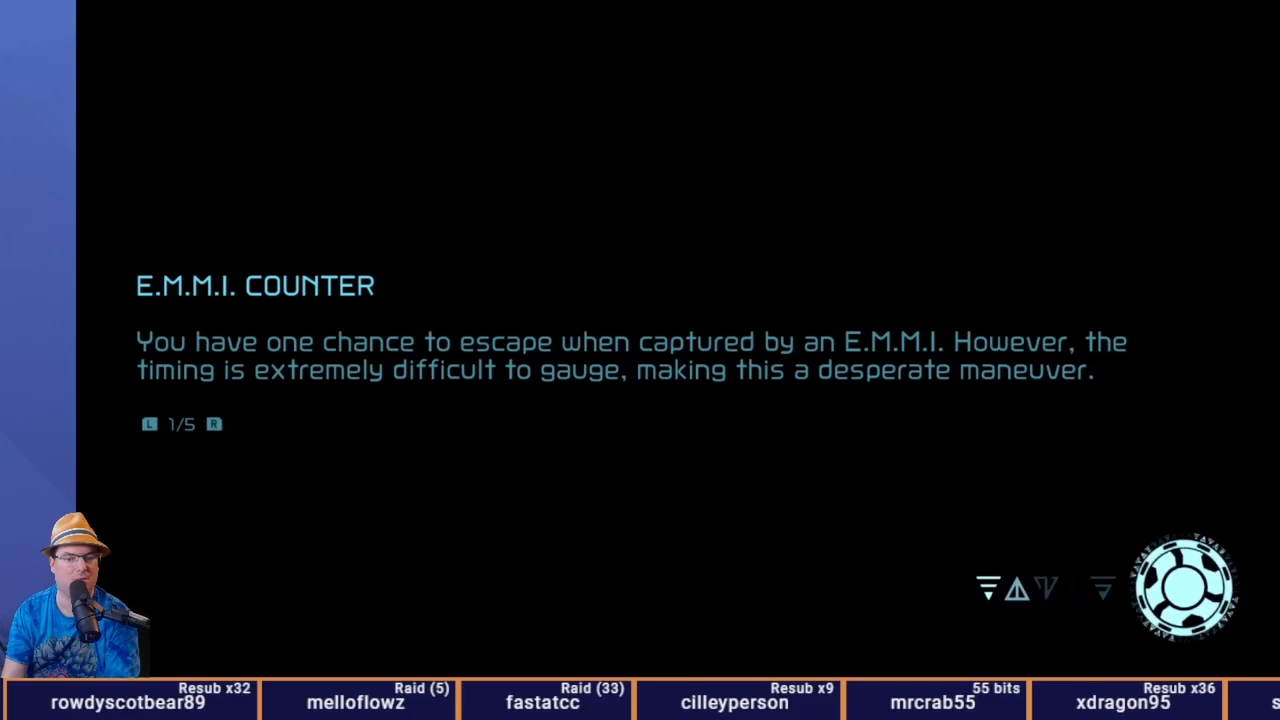 E.M.M.I. COUNTER
You have one chance to escape when captured by an E.M.M.I. However, the
timing is extremely difficult to gauge, making this a desperate maneuver.
L 1/5 R
Resub x32
rowdyscotbear89
Raid (5)
melloflowz
Raid (33)
fastatcc
Resub x9
cilleyperson
55 bits
mrcrab55
Resub x36
xdragon95